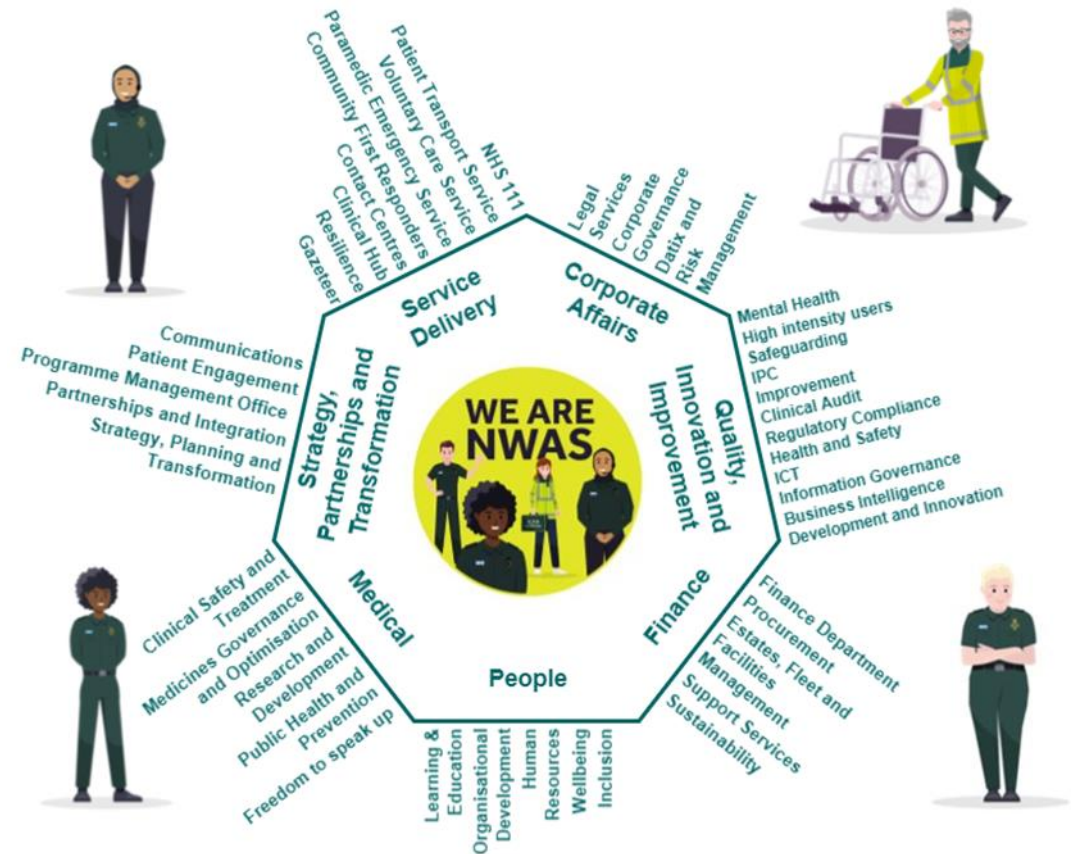 WE ARE
NWAS
Service
Delivery
NHS 111
Patient Transport Service
Voluntary Care Service
Paramedic Emergency Service
Community First Responders
Contact Centres
Clinical Hub
Resilience
Gazeteer
Corporate
Affairs
Legal
Services
Corporate
Governance
Datix and
Risk
Management
Quality,
Innovation and
Improvement
Mental Health
High intensity users
Safeguarding
IPC
Improvement
Clinical Audit
Regulatory Compliance
Health and Safety
ICT
Information Governance
Business Intelligence
Development and Innovation
Finance
Finance Department
Procurement
Estates, Fleet and
Facilities
Management
Support Services
Sustainability
People
Learning &
Education
Organisational
Development
Human
Resources
Wellbeing
Inclusion
Medical
Clinical Safety and
Treatment
Medicines Governance
and Optimisation
Research and
Development
Public Health and
Prevention
Freedom to speak up
Strategy,
Partnerships and
Transformation
Communications
Patient Engagement
Programme Management Office
Partnerships and Integration
Strategy, Planning and
Transformation